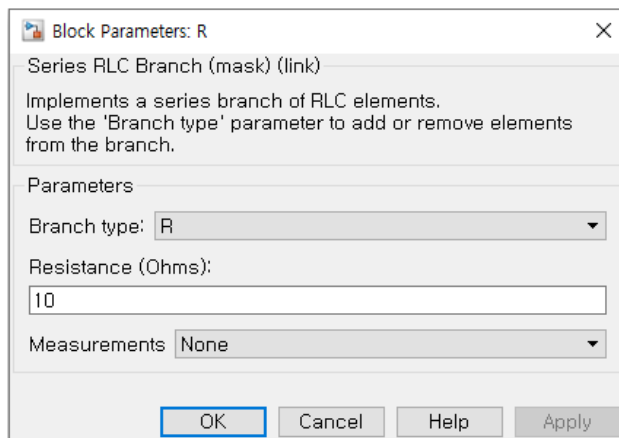 Block Parameters: R
Series RLC Branch (mask) (link)
Implements a series branch of RLC elements.
Use the 'Branch type' parameter to add or remove elements
from the branch.
Parameters
Branch type: R
Resistance (Ohms):
10
Measurements None
OK Cancel Help Apply